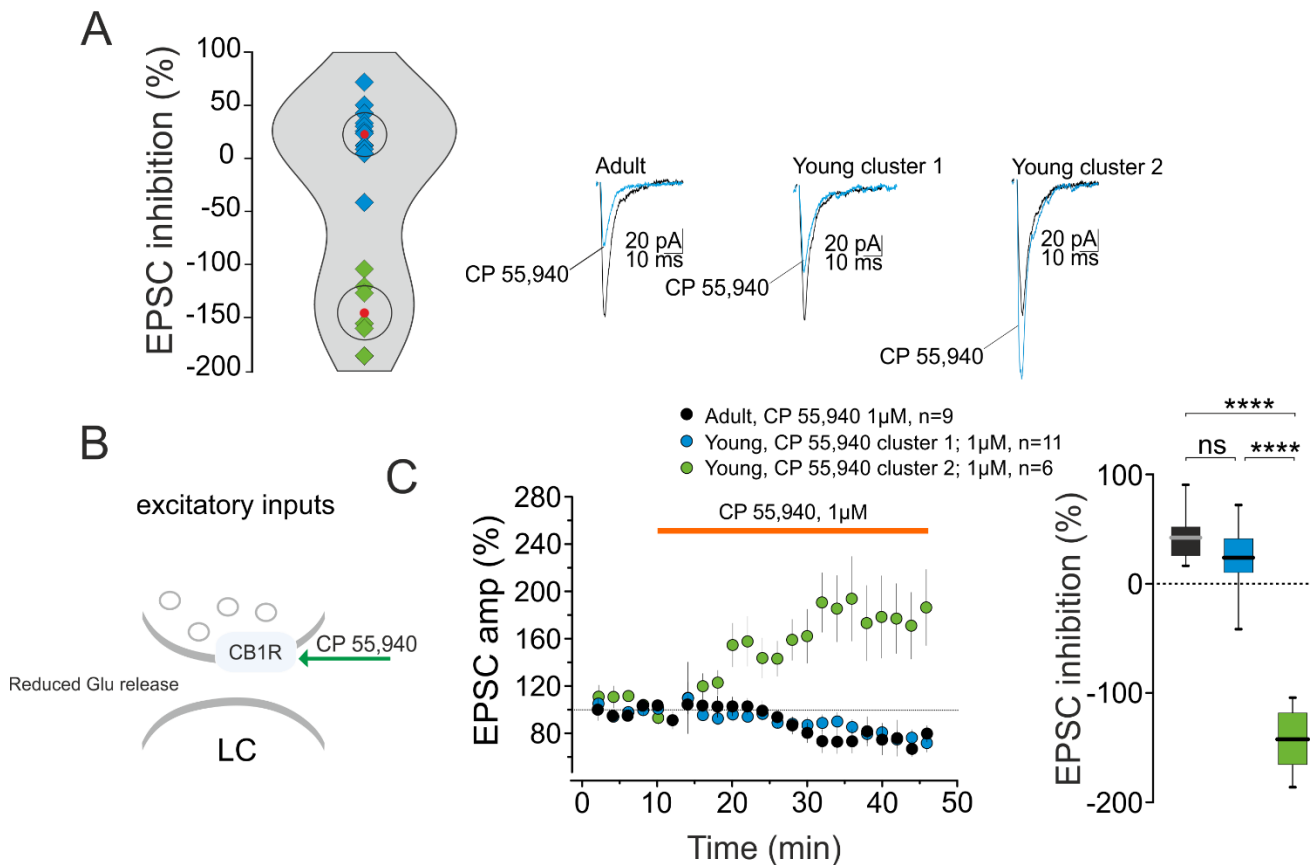 A
EPSC inhibition (%)
100
50
0
-50
-100
-150
-200
Adult
20 pA
10 ms
CP 55,940
Young cluster 1
20 pA
10 ms
CP 55,940
Young cluster 2
20 pA
10 ms
CP 55,940
B
excitatory inputs
CB1R
CP 55,940
Reduced Glu release
LC
C
Adult, CP 55,940 1µM, n=9
Young, CP 55,940 cluster 1; 1µM, n=11
Young, CP 55,940 cluster 2; 1µM, n=6
CP 55,940, 1µM
EPSC amp (%)
280
240
200
160
120
80
0
10
20
30
40
50
Time (min)
****
ns
****
EPSC inhibition (%)
100
0
-100
-200